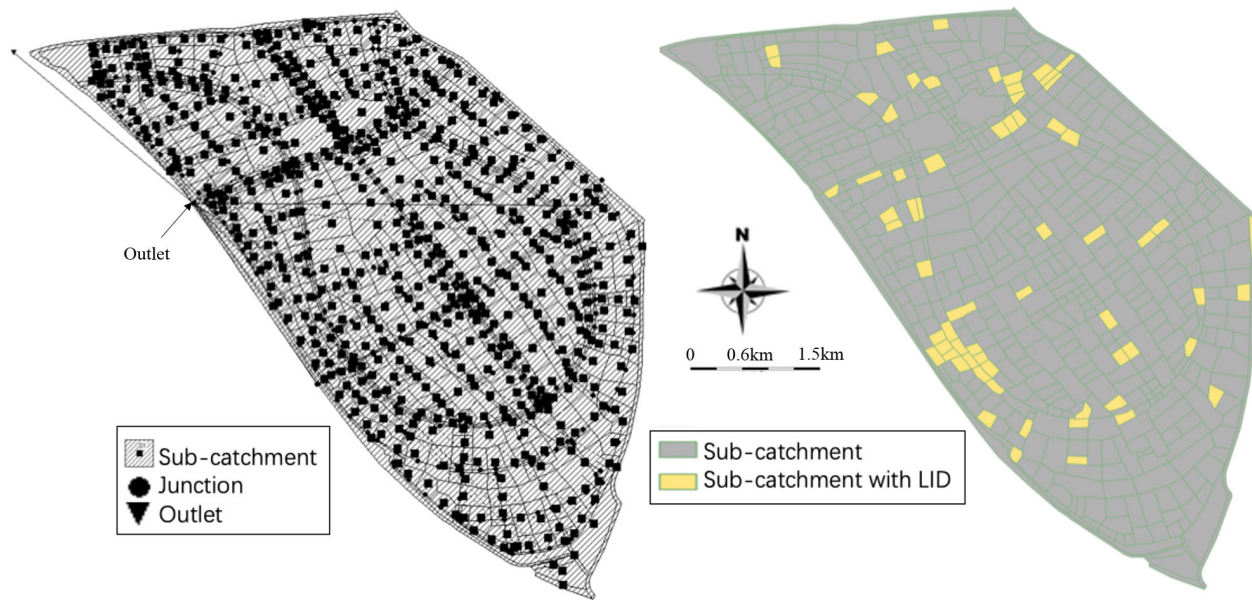 Outlet
Sub-catchment
Junction
Outlet
N
0 0.6km 1.5km
Sub-catchment
Sub-catchment with LID